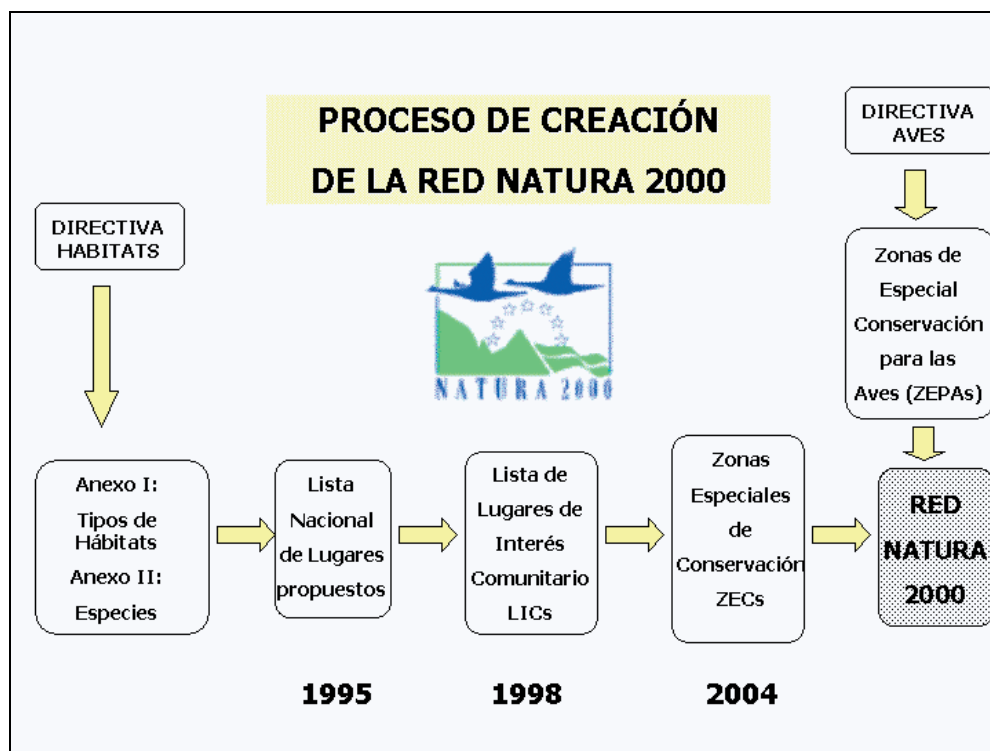 PROCESO DE CREACIÓN
DE LA RED NATURA 2000
DIRECTIVA
AVES
DIRECTIVA
HABITATS
Zonas de
Especial
Conservación
para las
Aves (ZEPAs)
NATURA 2000
Anexo I:
Tipos de
Hábitats
Anexo II:
Especies
Lista
Nacional
de Lugares
propuestos
Lista de
Lugares de
Interés
Comunitario
LICs
Zonas
Especiales
de
Conservación
ZECs
RED
NATURA
2000
1995
1998
2004